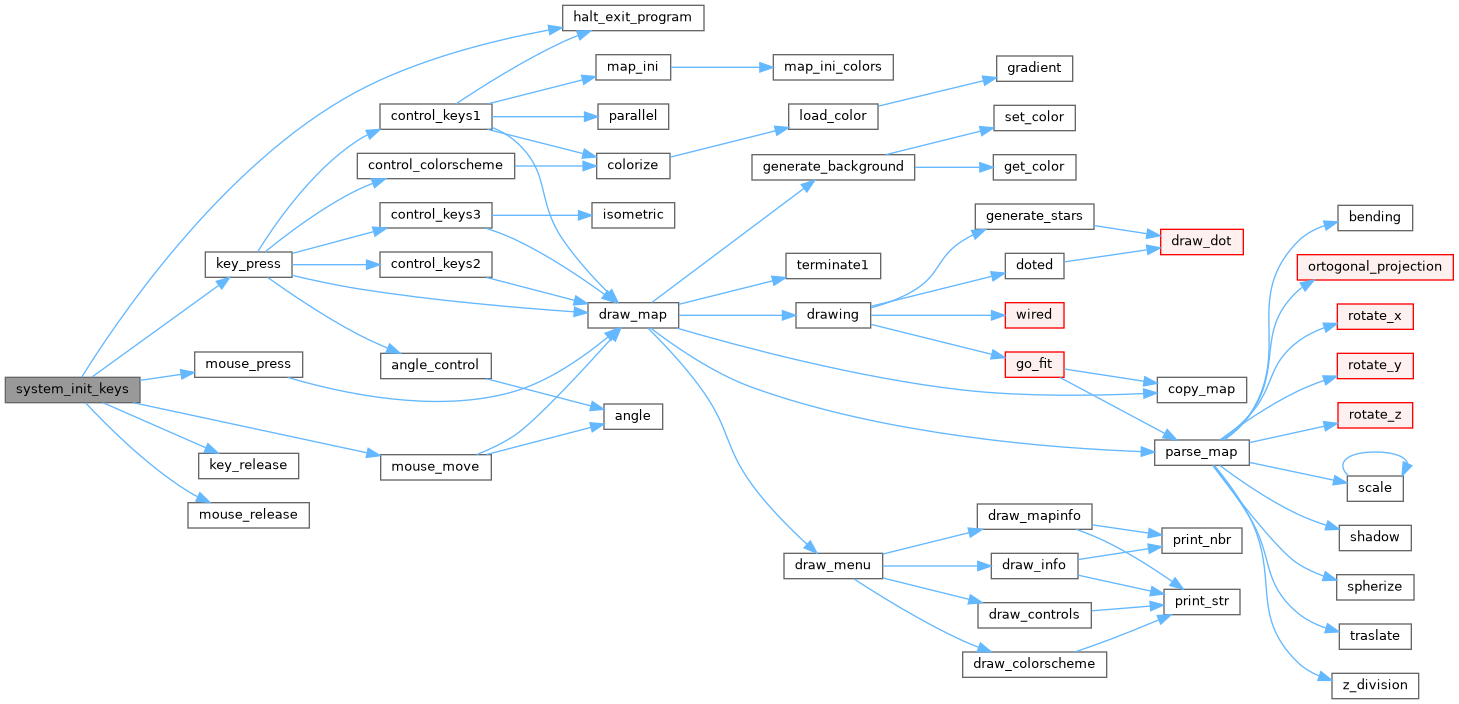 halt_exit_program
map_ini
map_ini_colors
gradient
control_keys1
parallel
load_color
set_color
control_colorscheme
colorize
generate_background
get_color
control_keys3
isometric
generate_stars
bending
key_press
control_keys2
terminate1
doted
draw_dot
ortogonal_projection
draw_map
drawing
wired
rotate_x
system_init_keys
mouse_press
angle_control
go_fit
rotate_y
copy_map
angle
rotate_z
key_release
mouse_move
parse_map
scale
mouse_release
draw_mapinfo
print_nbr
shadow
draw_menu
draw_info
spherize
draw_controls
print_str
traslate
draw_colorscheme
z_division